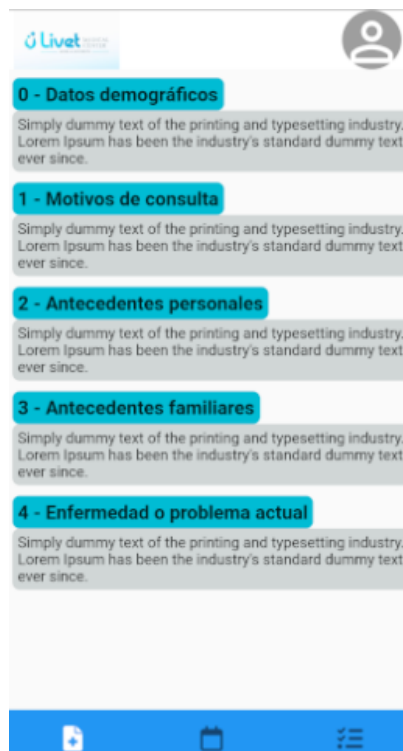 Livet
0 - Datos demográficos
Simply dummy text of the printing and typesetting industry.
Lorem Ipsum has been the industry's standard dummy text
ever since.
1 - Motivos de consulta
Simply dummy text of the printing and typesetting industry.
Lorem Ipsum has been the industry's standard dummy text
ever since.
2 - Antecedentes personales
Simply dummy text of the printing and typesetting industry.
Lorem Ipsum has been the industry's standard dummy text
ever since.
3 - Antecedentes familiares
Simply dummy text of the printing and typesetting industry.
Lorem Ipsum has been the industry's standard dummy text
ever since.
4 - Enfermedad o problema actual
Simply dummy text of the printing and typesetting industry.
Lorem Ipsum has been the industry's standard dummy text
ever since.